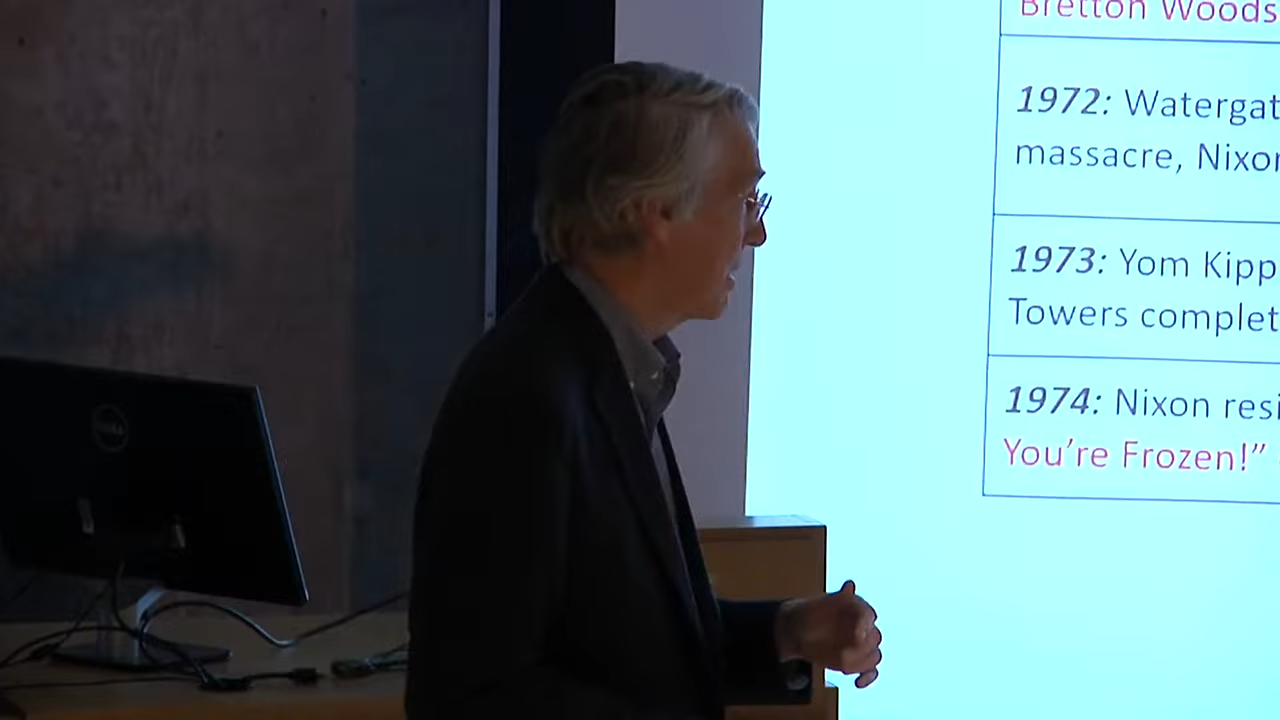 Bretton Woods
1972: Watergat
massacre, Nixon
1973: Yom Kipp
Towers complet
1974: Nixon resi
You're Frozen!”
DELL